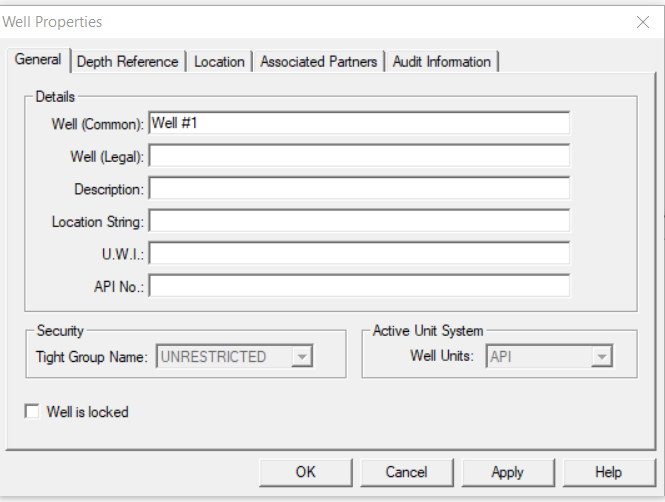 Well Properties
General Depth Reference Location Associated Partners Audit Information
Details
Well (Common): Well #1
Well (Legal):
Description:
Location String:
U.W.I.:
API No.:
Security
Tight Group Name: UNRESTRICTED
Active Unit System
Well Units: API
Well is locked
OK Cancel Apply Help